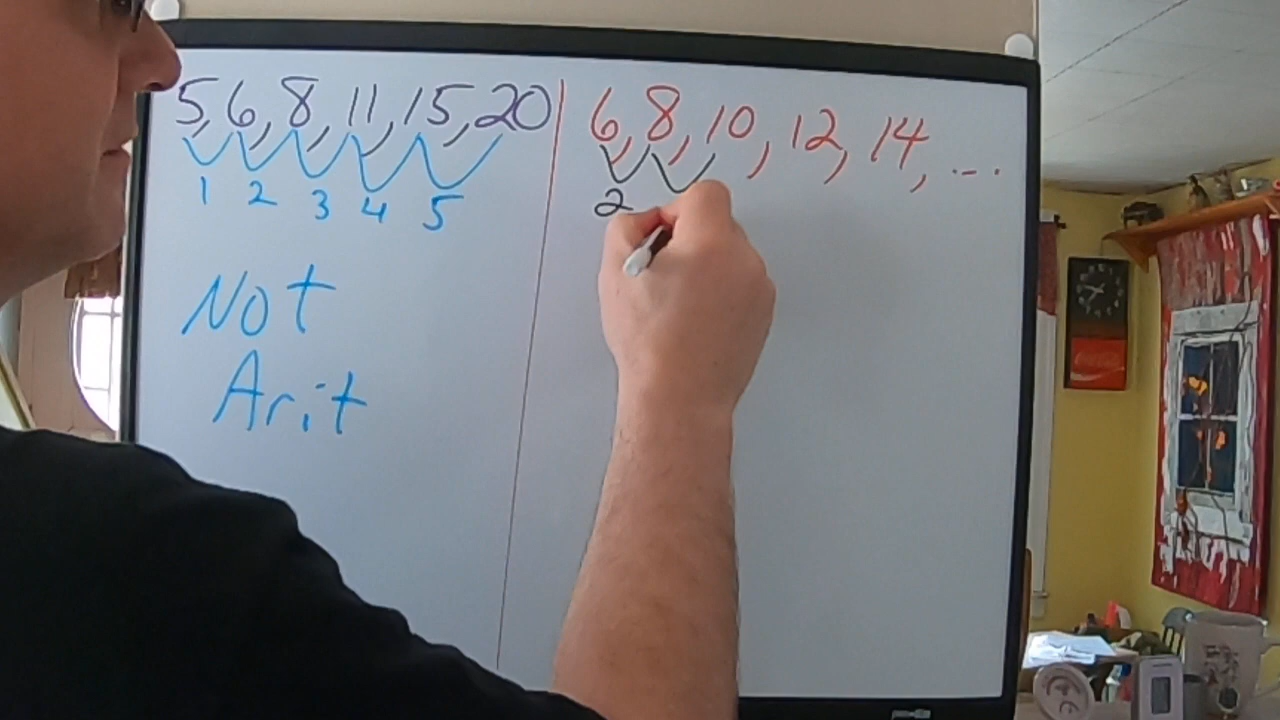 5, 6, 8, 11, 15, 20
1 2 3 4 5
Not
Arit
6, 8, 10, 12, 14, ...
2